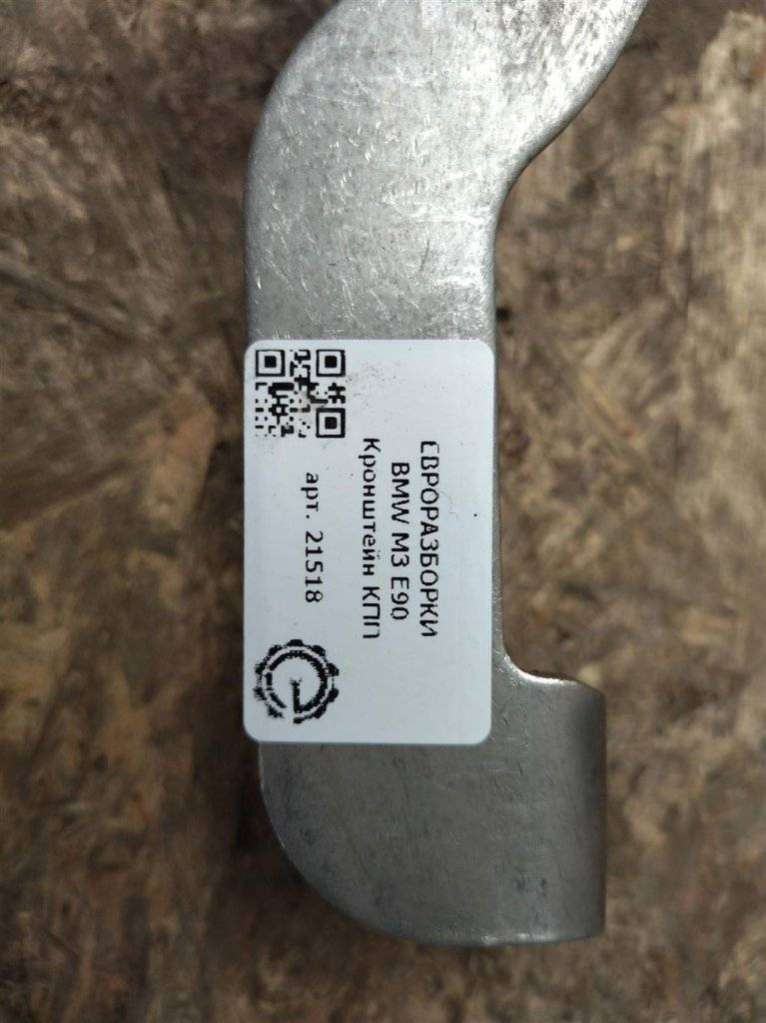 ЕВРОРАЗБОРКИ
BMW M3 E90
Кронштейн КПП
арт. 21518